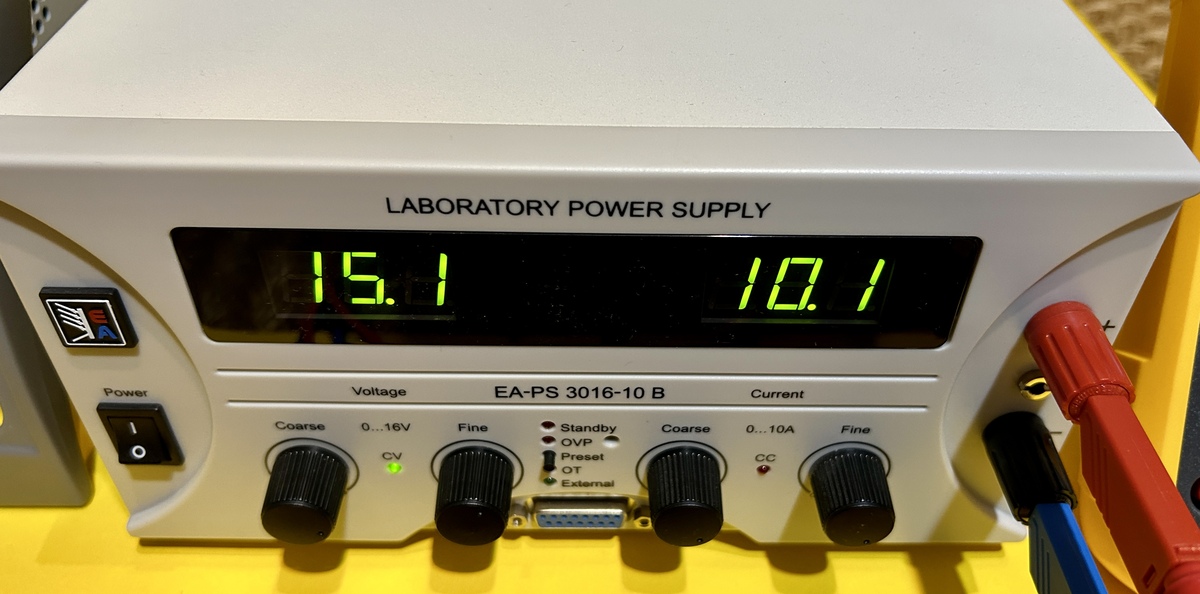 LABORATORY POWER SUPPLY
15.1 10.1
EA
Power
Voltage EA-PS 3016-10 B Current
Coarse 0...16V Fine Standby Coarse 0...10A Fine
OVP
CV Preset CC
OT
External
I
O
+
−